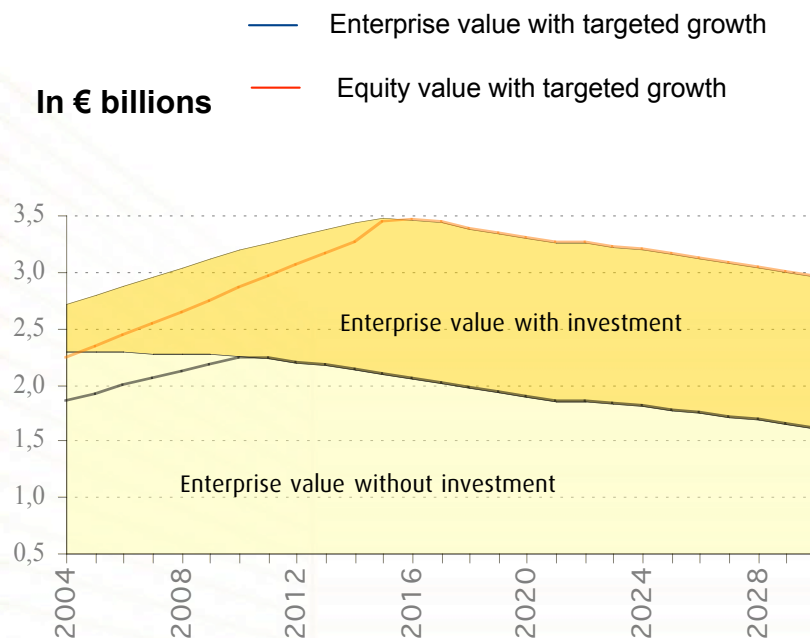 Enterprise value with targeted growth
Equity value with targeted growth
In € billions
3,5
3,0
2,5
2,0
1,5
1,0
0,5
Enterprise value with investment
Enterprise value without investment
2004
2008
2012
2016
2020
2024
2028